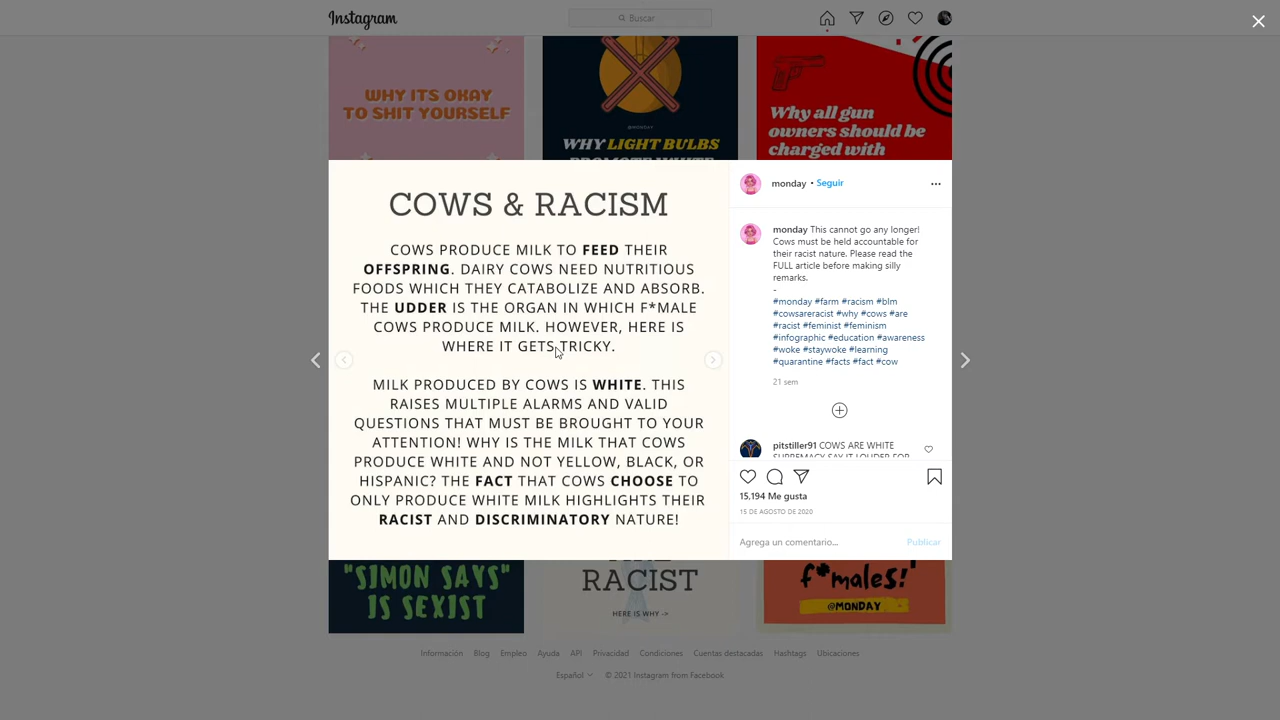 Instagram
Buscar
WHY ITS OKAY
TO SHIT YOURSELF
@MONDAY
WHY LIGHT BULBS
PROMOTE WHITE
Why all gun
owners should be
charged with
COWS & RACISM
COWS PRODUCE MILK TO FEED THEIR
OFFSPRING. DAIRY COWS NEED NUTRITIOUS
FOODS WHICH THEY CATABOLIZE AND ABSORB.
THE UDDER IS THE ORGAN IN WHICH F*MALE
COWS PRODUCE MILK. HOWEVER, HERE IS
WHERE IT GETS TRICKY.
MILK PRODUCED BY COWS IS WHITE. THIS
RAISES MULTIPLE ALARMS AND VALID
QUESTIONS THAT MUST BE BROUGHT TO YOUR
ATTENTION! WHY IS THE MILK THAT COWS
PRODUCE WHITE AND NOT YELLOW, BLACK, OR
HISPANIC? THE FACT THAT COWS CHOOSE TO
ONLY PRODUCE WHITE MILK HIGHLIGHTS THEIR
RACIST AND DISCRIMINATORY NATURE!
monday • Seguir
monday This cannot go any longer!
Cows must be held accountable for
their racist nature. Please read the
FULL article before making silly
remarks.
-
#monday #farm #racism #blm
#cowsareracist #why #cows #are
#racist #feminist #feminism
#infographic #education #awareness
#woke #staywoke #learning
#quarantine #facts #fact #cow
21 sem
pitstiller91 COWS ARE WHITE
SUPREMACY SAY IT LOUDER FOR
15,194 Me gusta
15 DE AGOSTO DE 2020
Agrega un comentario...
Publicar
"SIMON SAYS"
IS SEXIST
ARE
RACIST
HERE IS WHY ->
f*males!"
@MONDAY
Información Blog Empleo Ayuda API Privacidad Condiciones Cuentas destacadas Hashtags Ubicaciones
Español © 2021 Instagram from Facebook